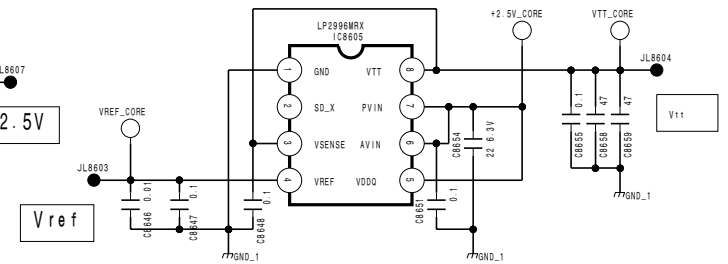 LP2996MRX
IC8605
+2.5V_CORE
VTT_CORE
JL8604
JL8607
2.5V
VREF_CORE
JL8603
Vref
Vtt
1 GND
2 SD_X
3 VSENSE
4 VREF
VTT 8
PVIN 7
AVIN 6
VDDQ 5
C8646 0.01
C8647 0.1
C8648 0.1
C8651 0.1
C8654 22 6.3V
C8655 0.1
C8658 47
C8659 47
GND_1
GND_1
GND_1